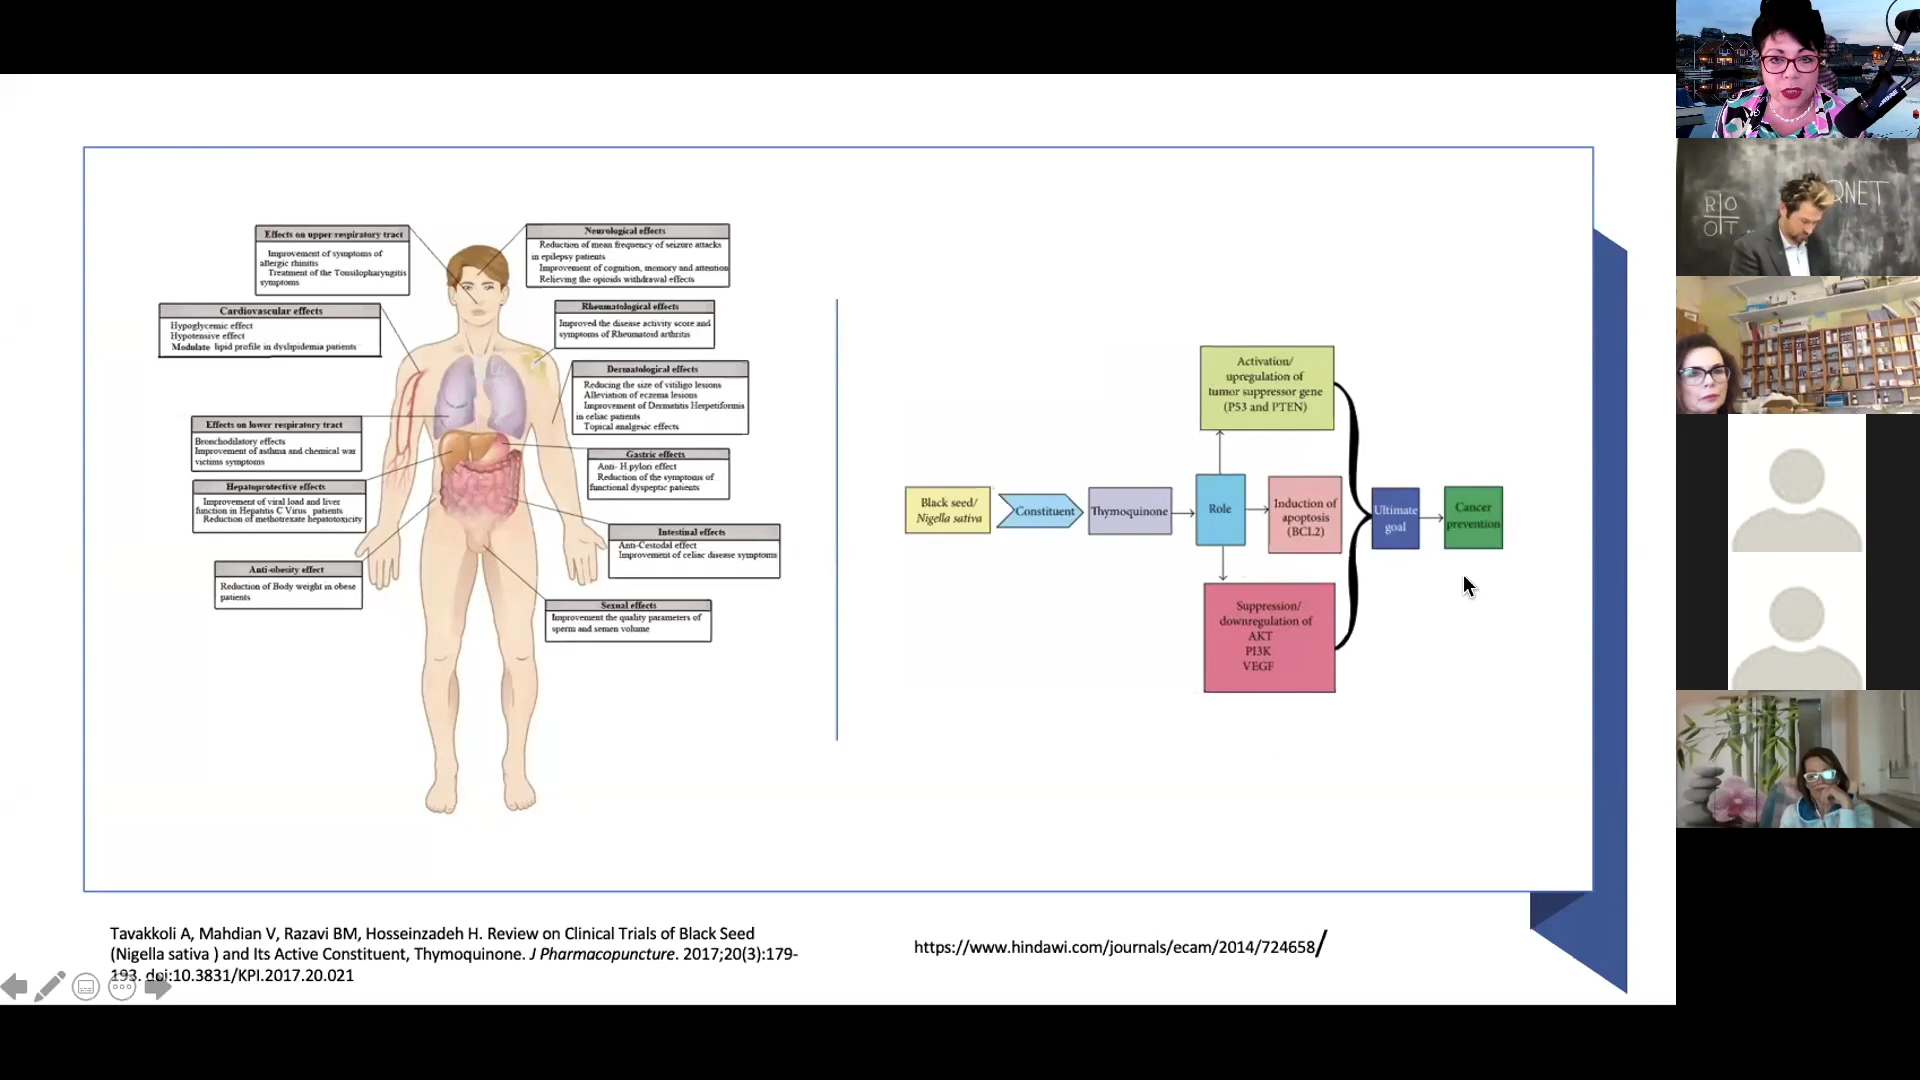 Effects on upper respiratory tract
Improvement of symptoms of
allergic rhinitis
Treatment of the Tonsilopharyngitis
symptoms
Cardiovascular effects
Hypoglycemic effect
Hypotensive effect
Modulate lipid profile in dyslipidemia patients
Effects on lower respiratory tract
Bronchodilatory effects
Improvement of asthma and chemical war
victims symptoms
Hepatoprotective effects
Improvement of viral load and liver
function in Hepatitis C Virus patients
Reduction of methotrexate hepatotoxicity
Anti-obesity effect
Reduction of Body weight in obese
patients
Neurological effects
Reduction of mean frequency of seizure attacks
in epilepsy patients
Improvement of cognition, memory and attention
Relieving the opioids withdrawal effects
Rheumatological effects
Improved the disease activity score and
symptoms of Rheumatoid arthritis
Dermatological effects
Reducing the size of vitiligo lesions
Alleviation of eczema lesions
Improvement of Dermatitis Herpetiformis
in celiac patients
Topical analgesic effects
Gastric effects
Anti- H.pylori effect
Reduction of the symptoms of
functional dyspeptic patients
Intestinal effects
Anti-Cestodal effect
Improvement of celiac disease symptoms
Sexual effects
Improvement the quality parameters of
sperm and semen volume
Black seed/
Nigella sativa
Constituent
Thymoquinone
Role
Activation/
upregulation of
tumor suppressor gene
(P53 and PTEN)
Induction of
apoptosis
(BCL2)
Suppression/
downregulation of
AKT
PI3K
VEGF
Ultimate
goal
Cancer
prevention
Tavakkoli A, Mahdian V, Razavi BM, Hosseinzadeh H. Review on Clinical Trials of Black Seed
(Nigella sativa ) and Its Active Constituent, Thymoquinone. J Pharmacopuncture. 2017;20(3):179-
193. doi:10.3831/KPI.2017.20.021
https://www.hindawi.com/journals/ecam/2014/724658/
RO
OT
QNET